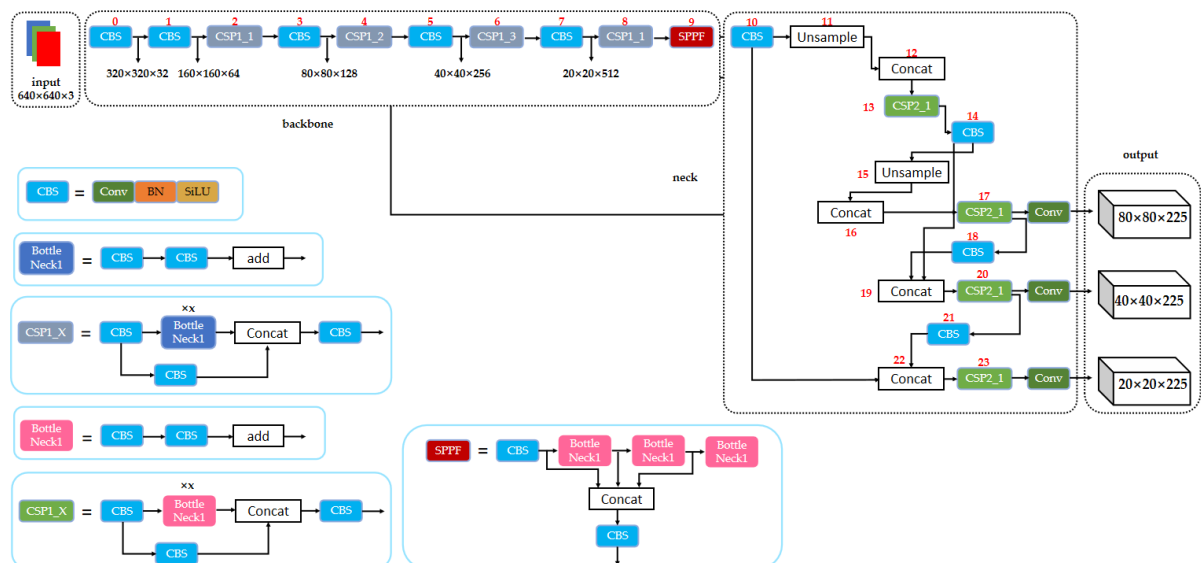 0 1 2 3 4 5 6 7 8 9
CBS CBS CSP1_1 CBS CSP1_2 CBS CSP1_3 CBS CSP1_1 SPPF
320×320×32 160×160×64 80×80×128 40×40×256 20×20×512
input
640×640×3
backbone
neck
output
10 11
CBS Unsample
12
Concat
13 CSP2_1
14
CBS
15 Unsample
Concat
16
17
CSP2_1 Conv
80×80×225
18
CBS
19 Concat
20
CSP2_1 Conv
40×40×225
21
CBS
22
Concat
23
CSP2_1 Conv
20×20×225
CBS = Conv BN SiLU
Bottle
Neck1
= CBS CBS add
×x
CSP1_X = CBS Bottle
Neck1
Concat CBS
CBS
Bottle
Neck1
= CBS CBS add
×x
CSP1_X = CBS Bottle
Neck1
Concat CBS
CBS
SPPF = CBS Bottle
Neck1
Bottle
Neck1
Bottle
Neck1
Concat
CBS